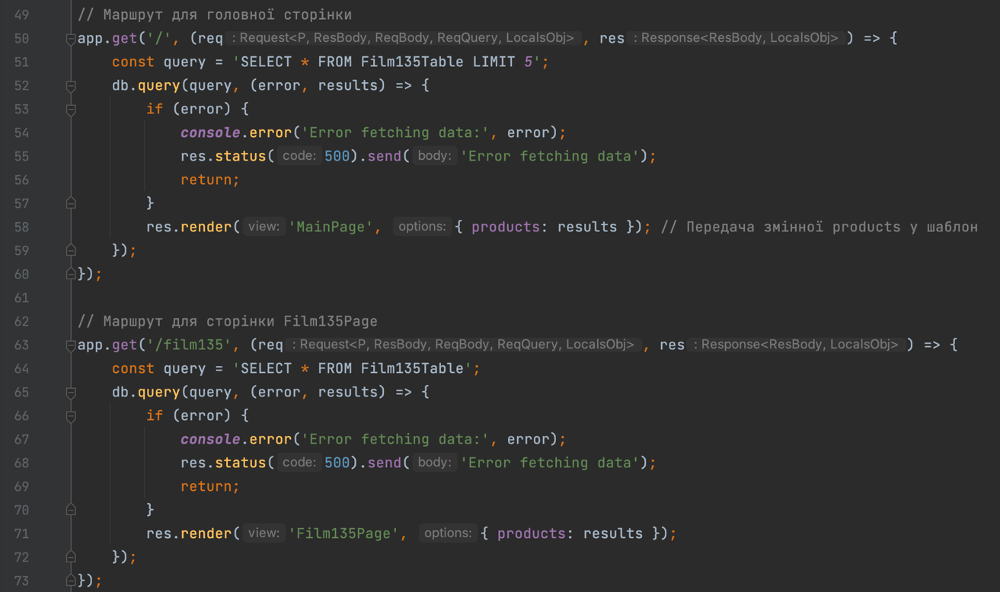 49 // Маршрут для головної сторінки
50 app.get('/', (req : Request<P, ResBody, ReqBody, ReqQuery, LocalsObj> , res : Response<ResBody, LocalsObj> ) => {
51 const query = 'SELECT * FROM Film135Table LIMIT 5';
52 db.query(query, (error, results) => {
53 if (error) {
54 console.error('Error fetching data:', error);
55 res.status( code: 500).send( body: 'Error fetching data');
56 return;
57 }
58 res.render( view: 'MainPage', options: { products: results }); // Передача змінної products у шаблон
59 });
60 });
61
62 // Маршрут для сторінки Film135Page
63 app.get('/film135', (req : Request<P, ResBody, ReqBody, ReqQuery, LocalsObj> , res : Response<ResBody, LocalsObj> ) => {
64 const query = 'SELECT * FROM Film135Table';
65 db.query(query, (error, results) => {
66 if (error) {
67 console.error('Error fetching data:', error);
68 res.status( code: 500).send( body: 'Error fetching data');
69 return;
70 }
71 res.render( view: 'Film135Page', options: { products: results });
72 });
73 });